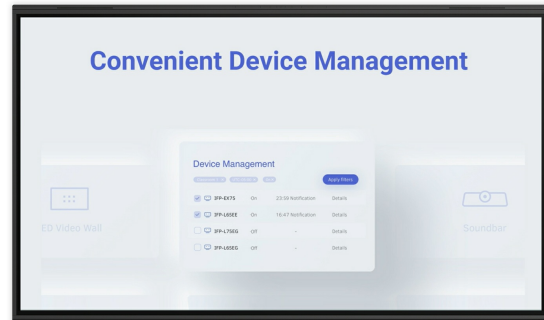 Convenient Device Management
Device Management
Apply Filters
IFP-EX75 On 23:59 Notification Details
IFP-L65EE On 16:47 Notification Details
IFP-L75EG Off - Details
IFP-L65EG Off - Details
ED Video Wall
Soundbar